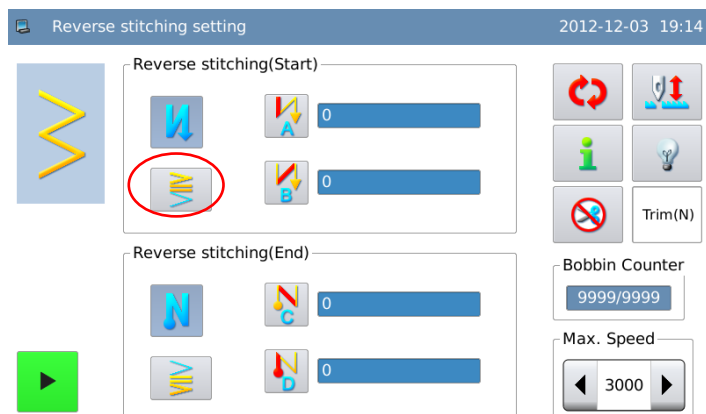 Reverse stitching setting 2012-12-03 19:14
Reverse stitching(Start)
A 0
B 0
Trim(N)
Reverse stitching(End)
C 0
D 0
Bobbin Counter
9999/9999
Max. Speed
3000